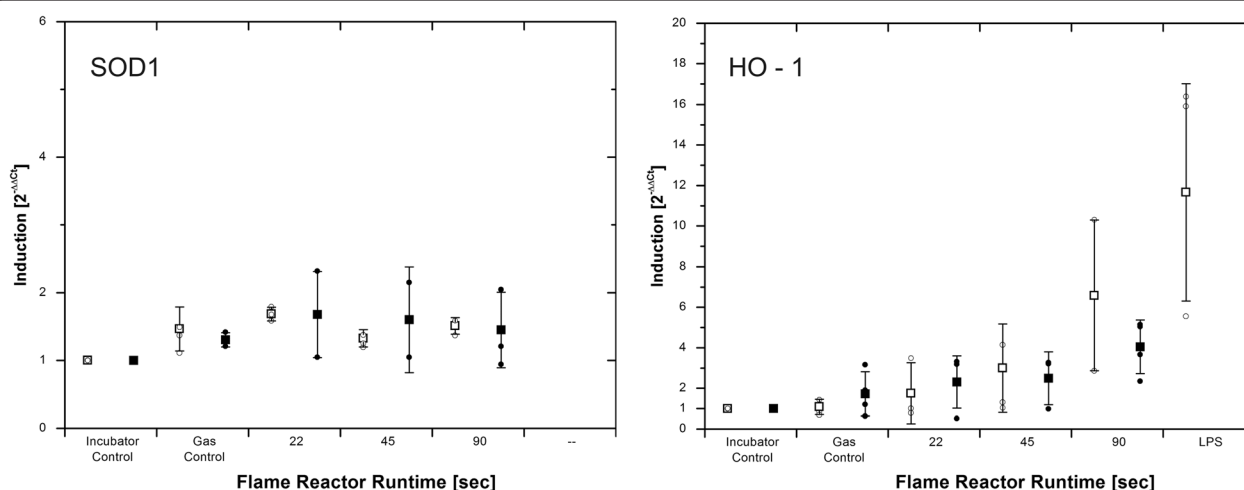 SOD1
Induction [2^-ΔΔCt]
6
4
2
1
0
Incubator Control
Gas Control
22
45
90
--
Flame Reactor Runtime [sec]
HO - 1
Induction [2^-ΔΔCt]
20
18
16
14
12
10
8
6
4
2
1
0
Incubator Control
Gas Control
22
45
90
LPS
Flame Reactor Runtime [sec]